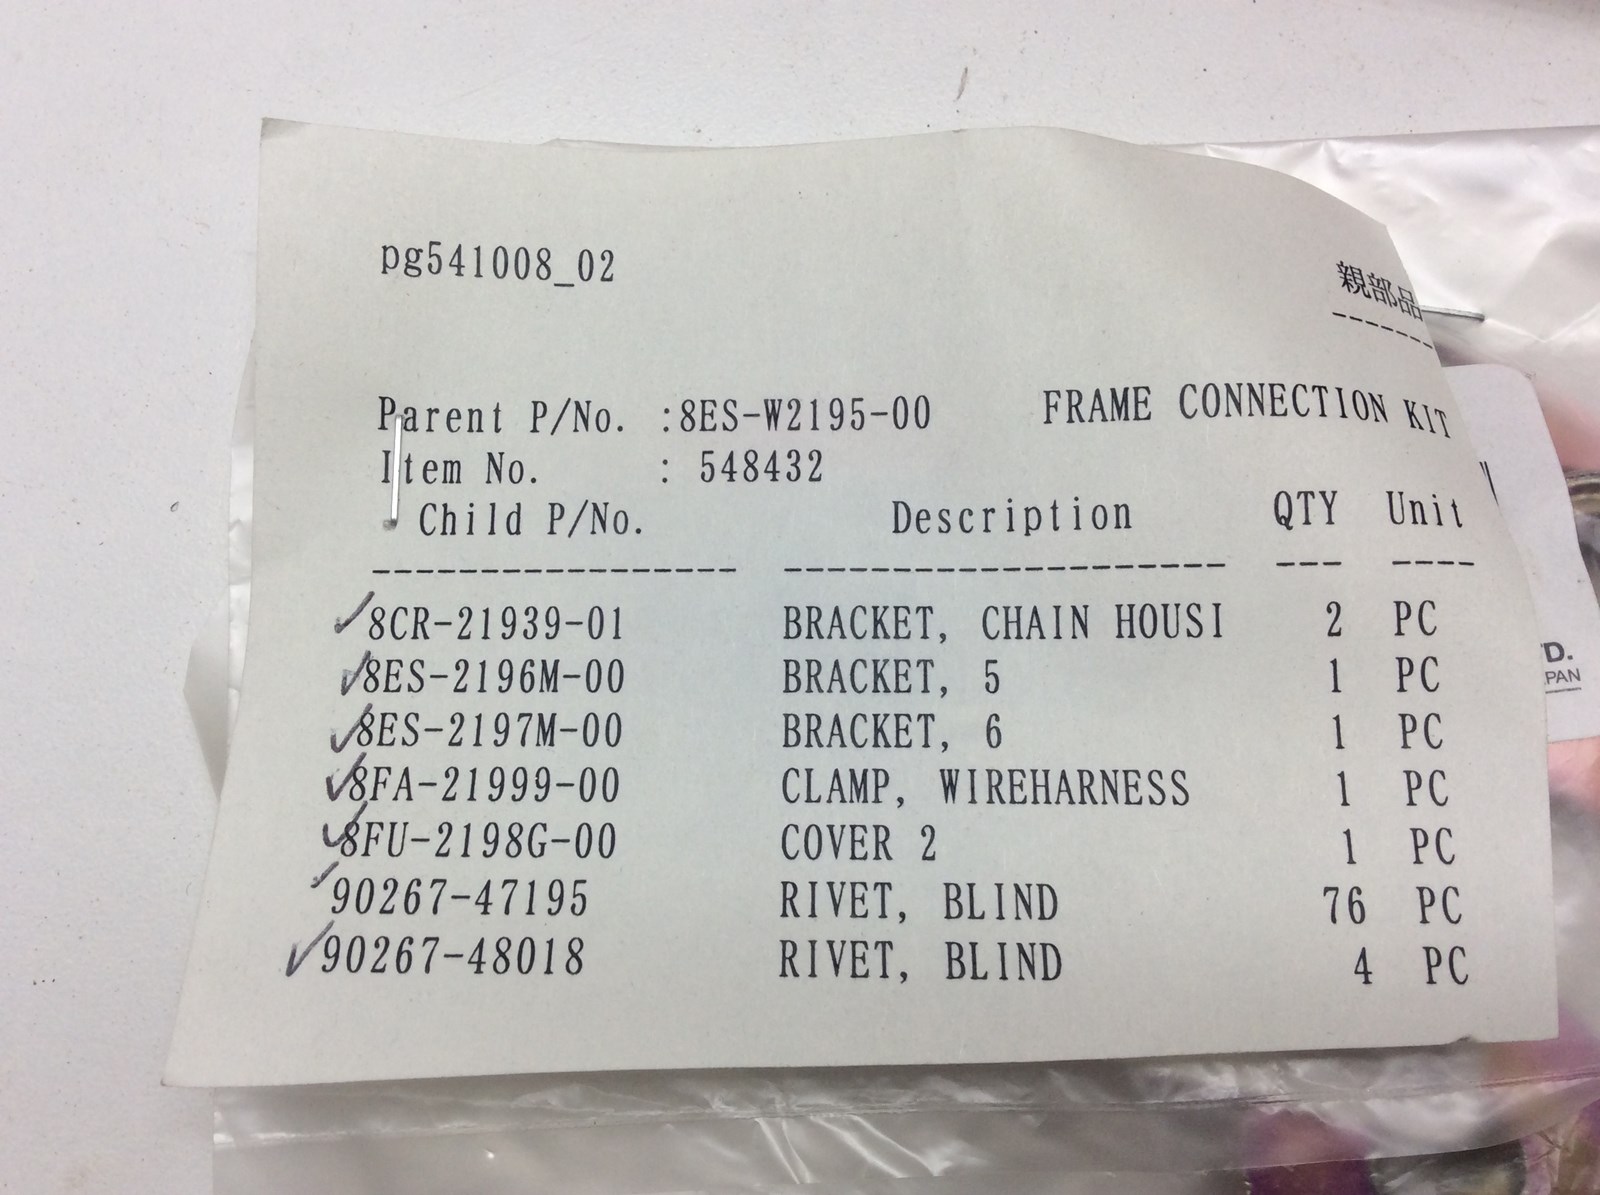 pg541008_02
親部品
Parent P/No. :8ES-W2195-00 FRAME CONNECTION KIT
Item No. : 548432
Child P/No. Description QTY Unit
8CR-21939-01 BRACKET, CHAIN HOUSI 2 PC
8ES-2196M-00 BRACKET, 5 1 PC
8ES-2197M-00 BRACKET, 6 1 PC
8FA-21999-00 CLAMP, WIREHARNESS 1 PC
8FU-2198G-00 COVER 2 1 PC
90267-47195 RIVET, BLIND 76 PC
90267-48018 RIVET, BLIND 4 PC
D.
PAN